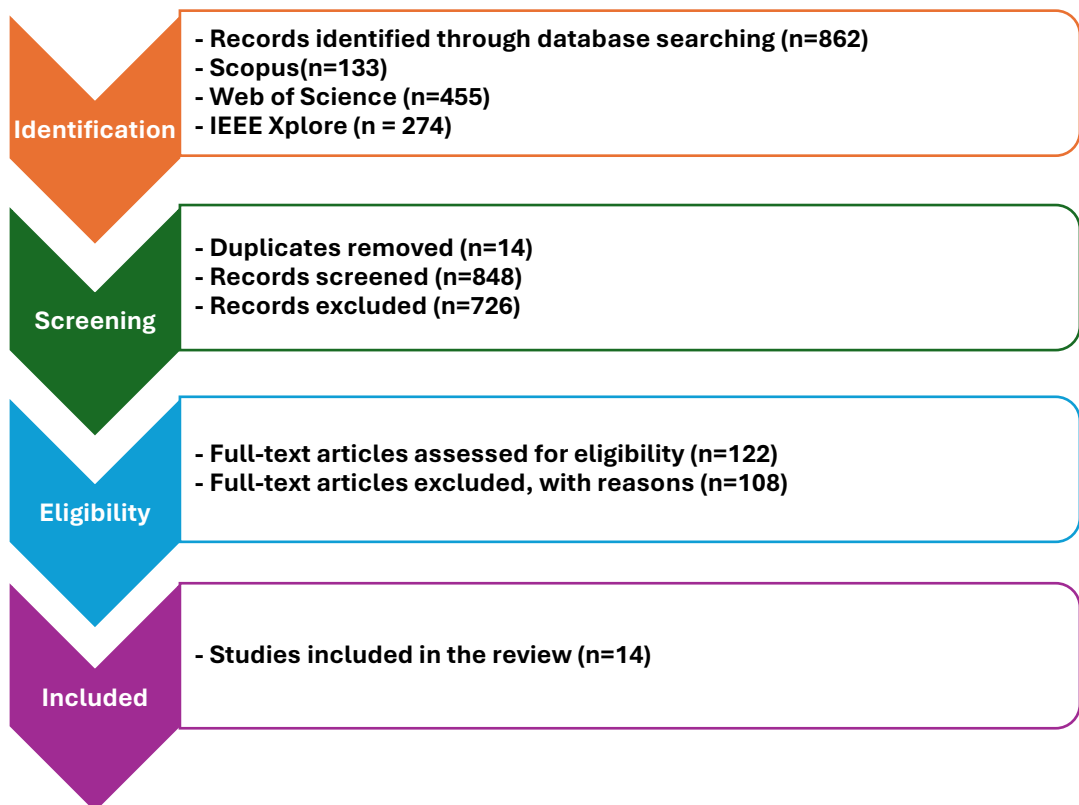 Identification
- Records identified through database searching (n=862)
- Scopus(n=133)
- Web of Science (n=455)
- IEEE Xplore (n = 274)
Screening
- Duplicates removed (n=14)
- Records screened (n=848)
- Records excluded (n=726)
Eligibility
- Full-text articles assessed for eligibility (n=122)
- Full-text articles excluded, with reasons (n=108)
Included
- Studies included in the review (n=14)